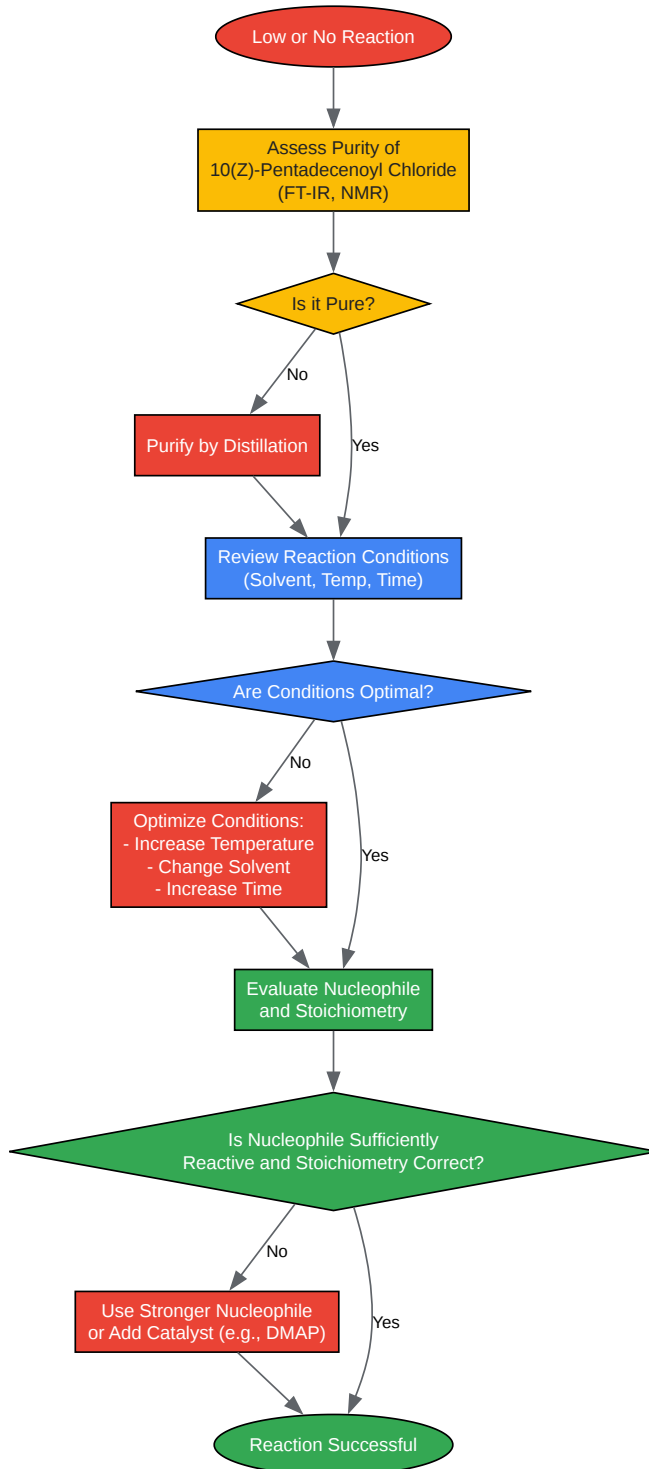 Low or No Reaction
Assess Purity of
10(Z)-Pentadecenoyl Chloride
(FT-IR, NMR)
Is it Pure?
No
Yes
Purify by Distillation
Review Reaction Conditions
(Solvent, Temp, Time)
Are Conditions Optimal?
No
Yes
Optimize Conditions:
- Increase Temperature
- Change Solvent
- Increase Time
Evaluate Nucleophile
and Stoichiometry
Is Nucleophile Sufficiently
Reactive and Stoichiometry Correct?
No
Yes
Use Stronger Nucleophile
or Add Catalyst (e.g., DMAP)
Reaction Successful